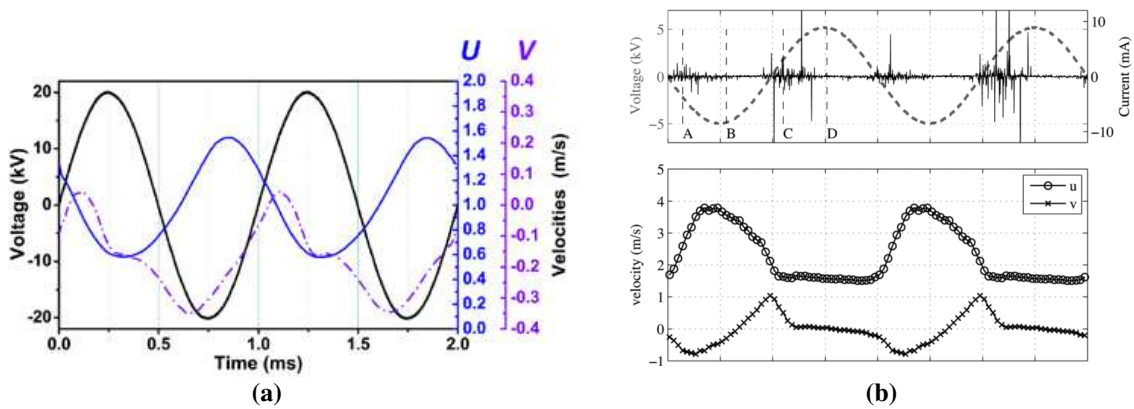 U V
Voltage (kV)
20
10
0
-10
-20
2.0
1.8
1.6
1.4
1.2
1.0
0.8
0.6
0.4
0.2
0.0
0.4
0.3
0.2
0.1
0.0
-0.1
-0.2
-0.3
-0.4
Velocities (m/s)
0.0 0.5 1.0 1.5 2.0
Time (ms)
(a)
Voltage (kV)
5
0
−5
A B C D
10
0
−10
Current (mA)
velocity (m/s)
5
4
3
2
1
0
−1
u
v
(b)